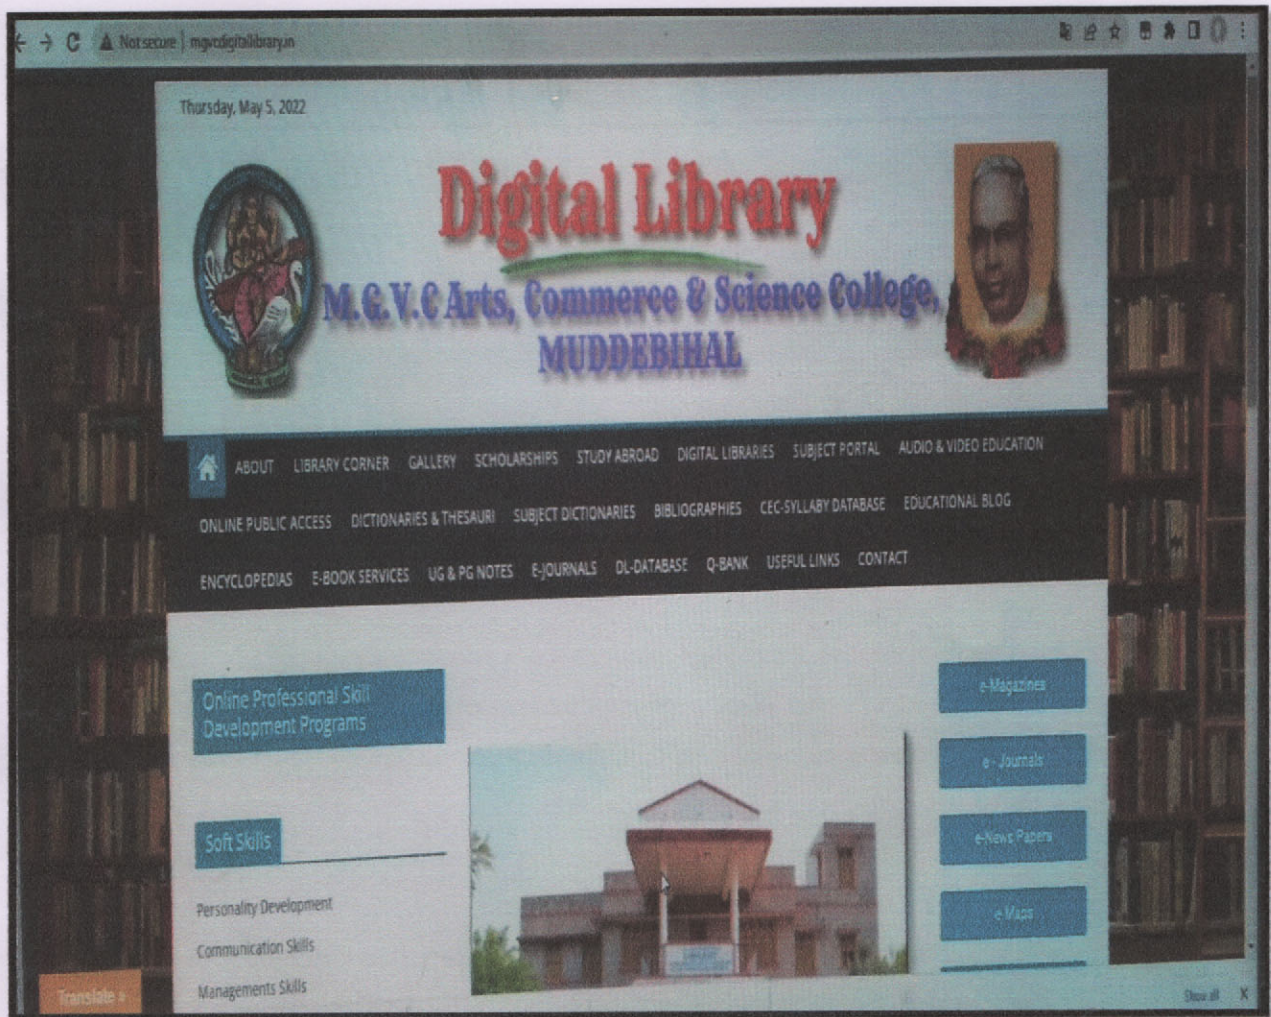 Not secure | mgvcdigitallibrary.in
Thursday, May 5, 2022
Digital Library
M.G.V.C Arts, Commerce & Science College,
MUDDEBIHAL
ABOUT LIBRARY CORNER GALLERY SCHOLARSHIPS STUDY ABROAD DIGITAL LIBRARIES SUBJECT PORTAL AUDIO & VIDEO EDUCATION
ONLINE PUBLIC ACCESS DICTIONARIES & THESAURI SUBJECT DICTIONARIES BIBLIOGRAPHIES CEC-SYLLABY DATABASE EDUCATIONAL BLOG
ENCYCLOPEDIAS E-BOOK SERVICES UG & PG NOTES E-JOURNALS DL-DATABASE Q-BANK USEFUL LINKS CONTACT
Online Professional Skill
Development Programs
Soft Skills
Personality Development
Communication Skills
Managements Skills
LIBRARY
e-Magazines
e - Journals
e-News Papers
e-Maps
Translate »
Show all X